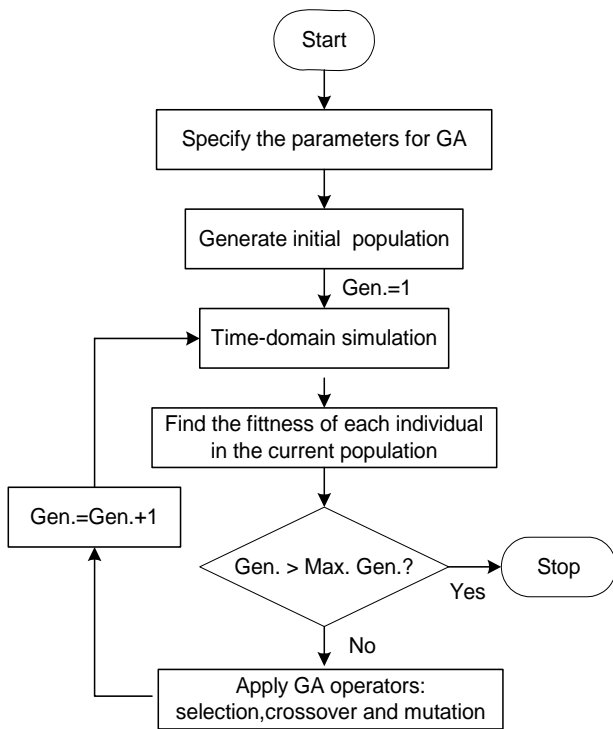 Start
Specify the parameters for GA
Generate initial population
Gen.=1
Time-domain simulation
Find the fittness of each individual
in the current population
Gen.=Gen.+1
Gen. > Max. Gen.?
Yes
Stop
No
Apply GA operators:
selection,crossover and mutation